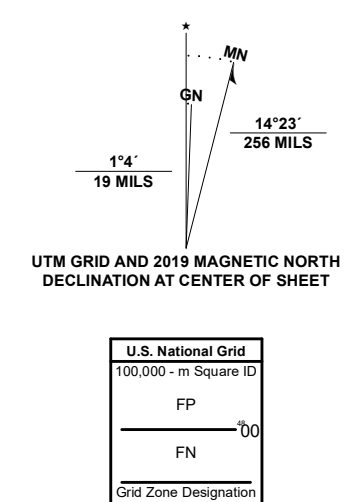 ★
MN
GN
14°23´
256 MILS
1°4´
19 MILS
UTM GRID AND 2019 MAGNETIC NORTH
DECLINATION AT CENTER OF SHEET
U.S. National Grid
100,000 - m Square ID
FP
4800
FN
Grid Zone Designation